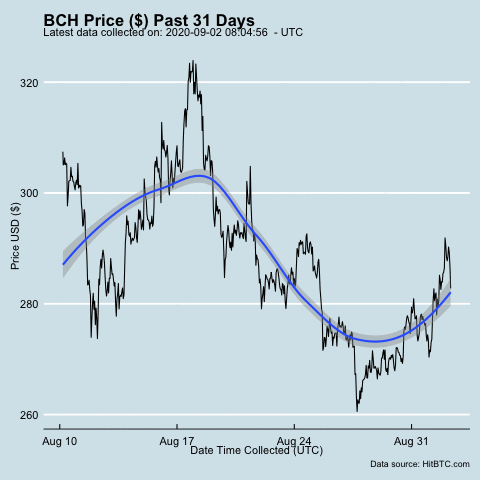 BCH Price ($) Past 31 Days
Latest data collected on: 2020-09-02 08:04:56  - UTC
320
300
280
260
Price USD ($)
Aug 10
Aug 17
Aug 24
Aug 31
Date Time Collected (UTC)
Data source: HitBTC.com